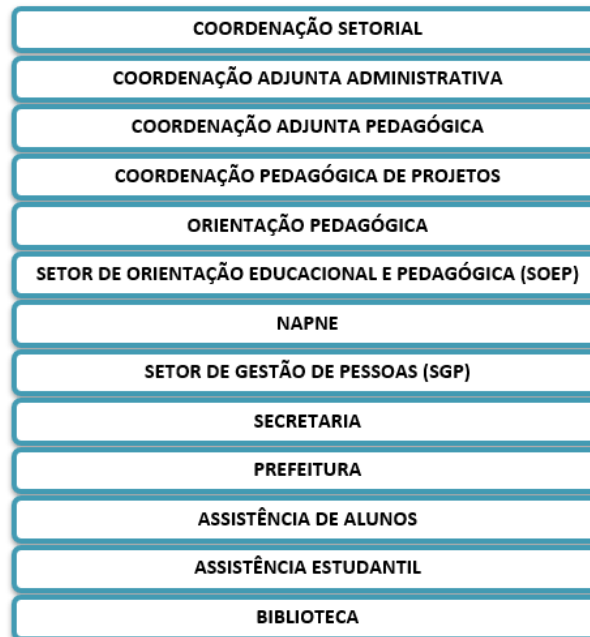 COORDENAÇÃO SETORIAL
COORDENAÇÃO ADJUNTA ADMINISTRATIVA
COORDENAÇÃO ADJUNTA PEDAGÓGICA
COORDENAÇÃO PEDAGÓGICA DE PROJETOS
ORIENTAÇÃO PEDAGÓGICA
SETOR DE ORIENTAÇÃO EDUCACIONAL E PEDAGÓGICA (SOEP)
NAPNE
SETOR DE GESTÃO DE PESSOAS (SGP)
SECRETARIA
PREFEITURA
ASSISTÊNCIA DE ALUNOS
ASSISTÊNCIA ESTUDANTIL
BIBLIOTECA